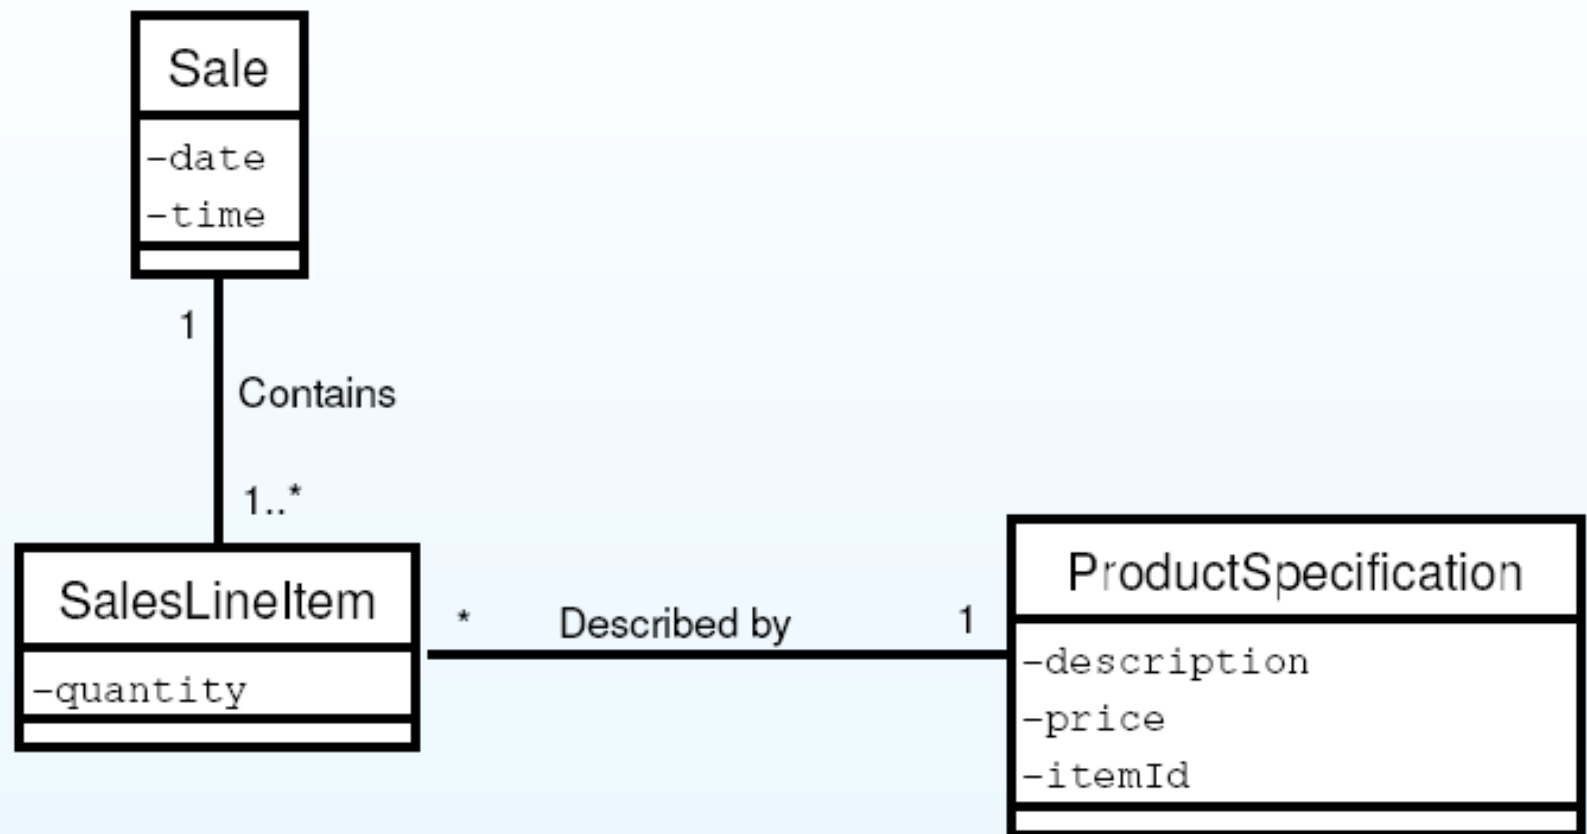 Sale
-date
-time
1
Contains
1..*
SalesLineItem
-quantity
* Described by 1
ProductSpecification
-description
-price
-itemId